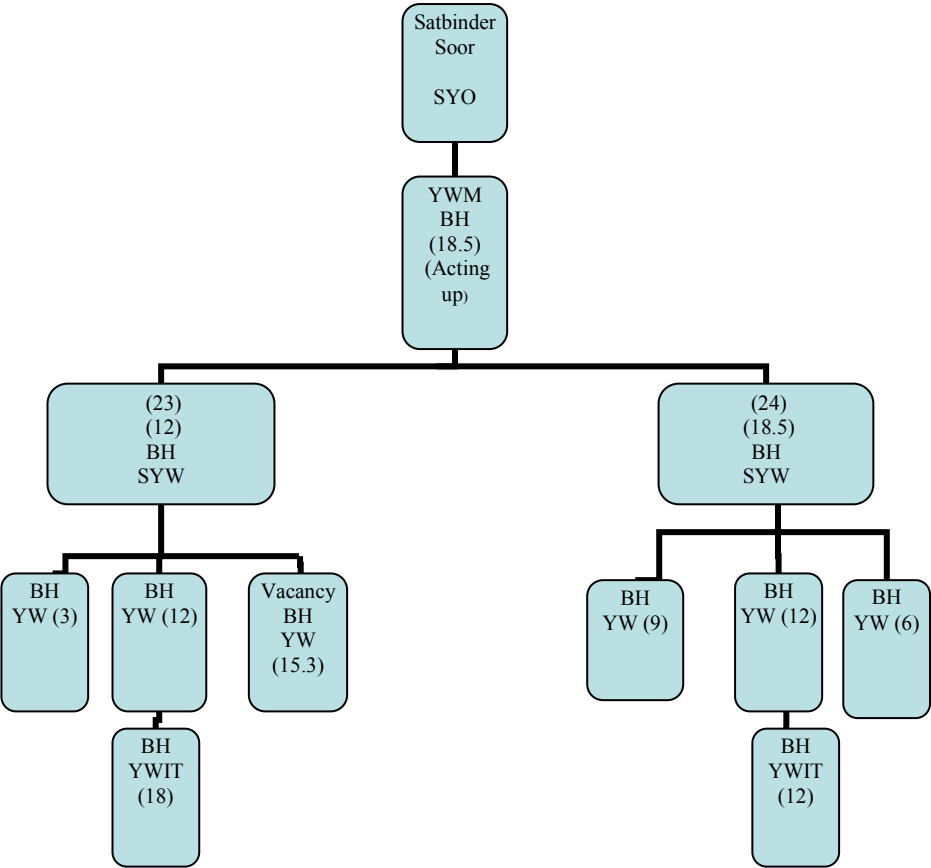 Satbinder
Soor
SYO
YWM
BH
(18.5)
(Acting
up)
(23)
(12)
BH
SYW
(24)
(18.5)
BH
SYW
BH
YW (3)
BH
YW (12)
Vacancy
BH
YW
(15.3)
BH
YW (9)
BH
YW (12)
BH
YW (6)
BH
YWIT
(18)
BH
YWIT
(12)